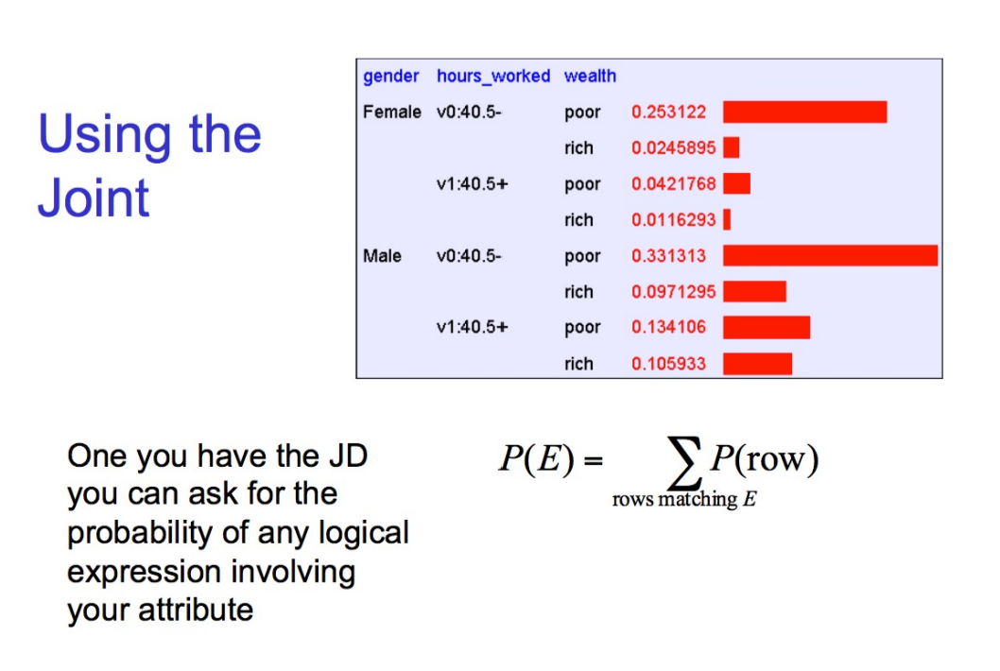 Using the
Joint
gender hours_worked wealth
Female v0:40.5- poor 0.253122
rich 0.0245895
v1:40.5+ poor 0.0421768
rich 0.0116293
Male v0:40.5- poor 0.331313
rich 0.0971295
v1:40.5+ poor 0.134106
rich 0.105933
One you have the JD
you can ask for the
probability of any logical
expression involving
your attribute
P(E) = ∑ P(row)
rows matching E